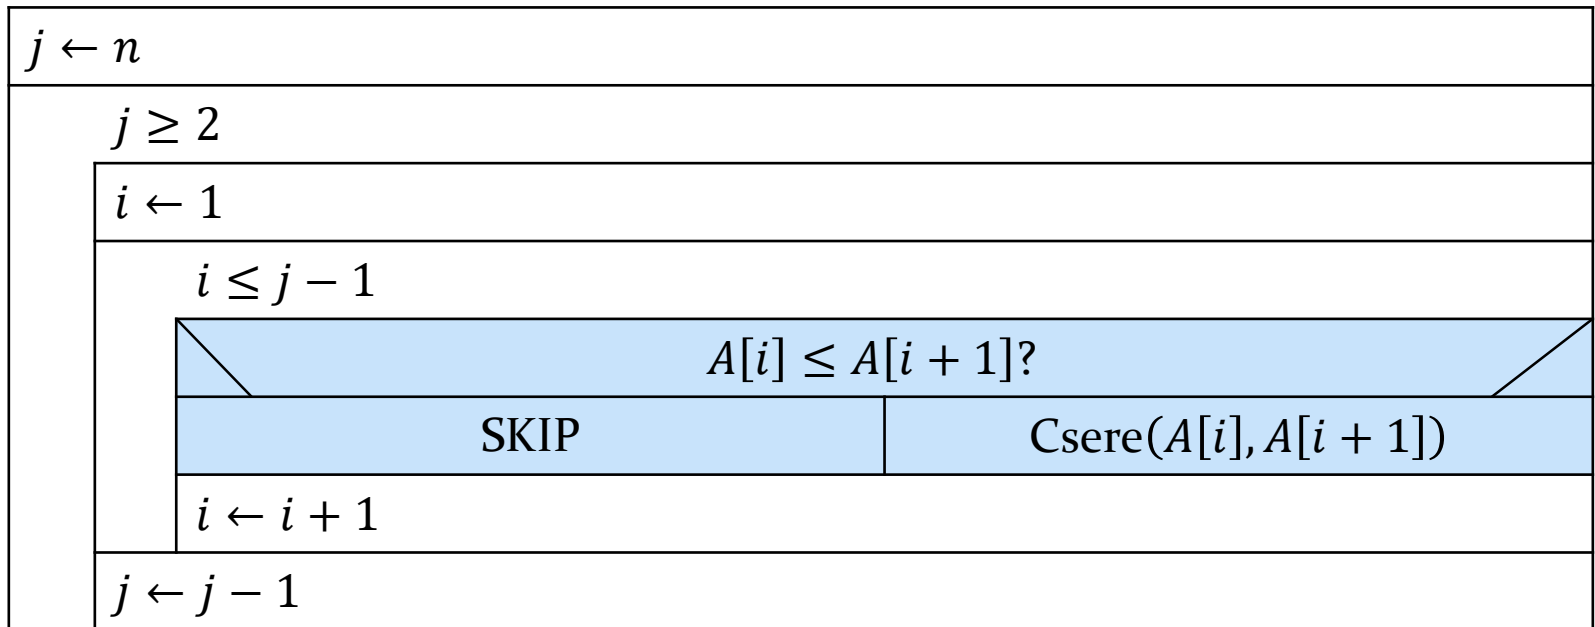 j ← n
j ≥ 2
i ← 1
i ≤ j − 1
A[i] ≤ A[i + 1]?
SKIP Csere(A[i], A[i + 1])
i ← i + 1
j ← j − 1